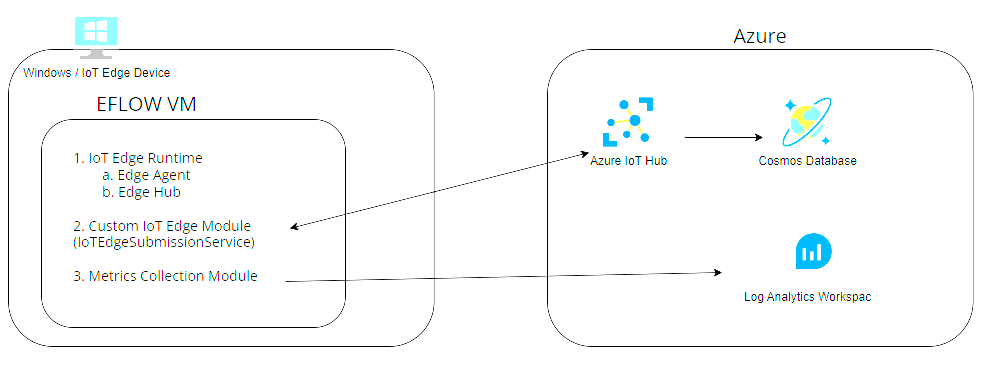 Azure
Windows / IoT Edge Device
EFLOW VM
1. IoT Edge Runtime
a. Edge Agent
b. Edge Hub
2. Custom IoT Edge Module
(IoTEdgeSubmissionService)
3. Metrics Collection Module
Azure IoT Hub
Cosmos Database
Log Analytics Workspac